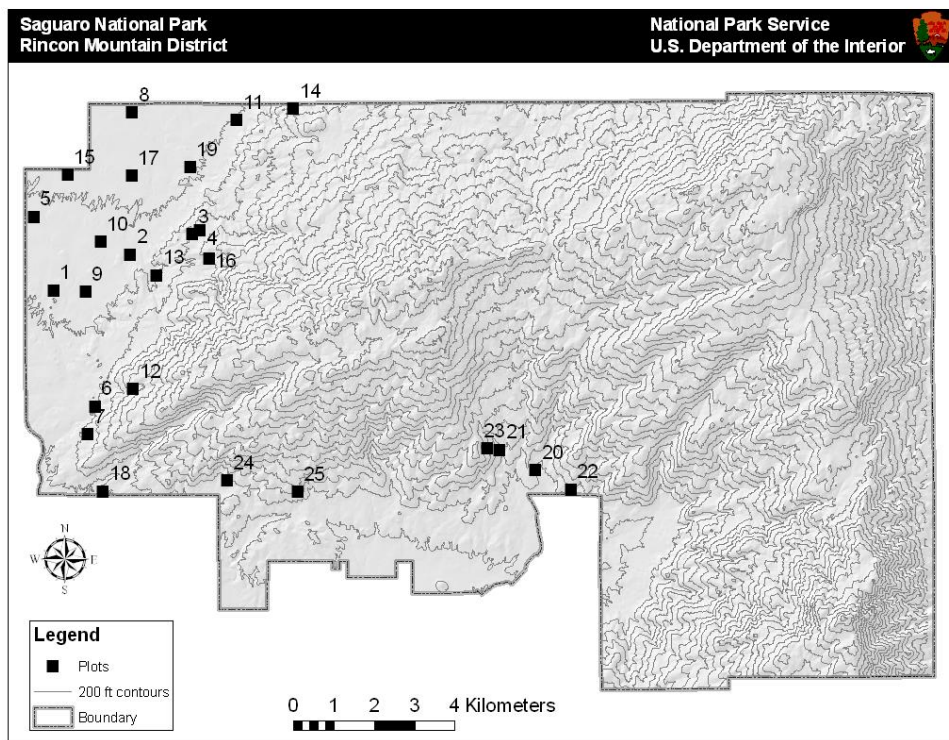 Saguaro National Park
Rincon Mountain District
National Park Service
U.S. Department of the Interior
8
11
14
15
17
19
5
10
2
3
4
13
16
1
9
12
6
7
18
24
25
23
21
20
22
N
W
E
S
Legend
Plots
200 ft contours
Boundary
0
1
2
3
4 Kilometers